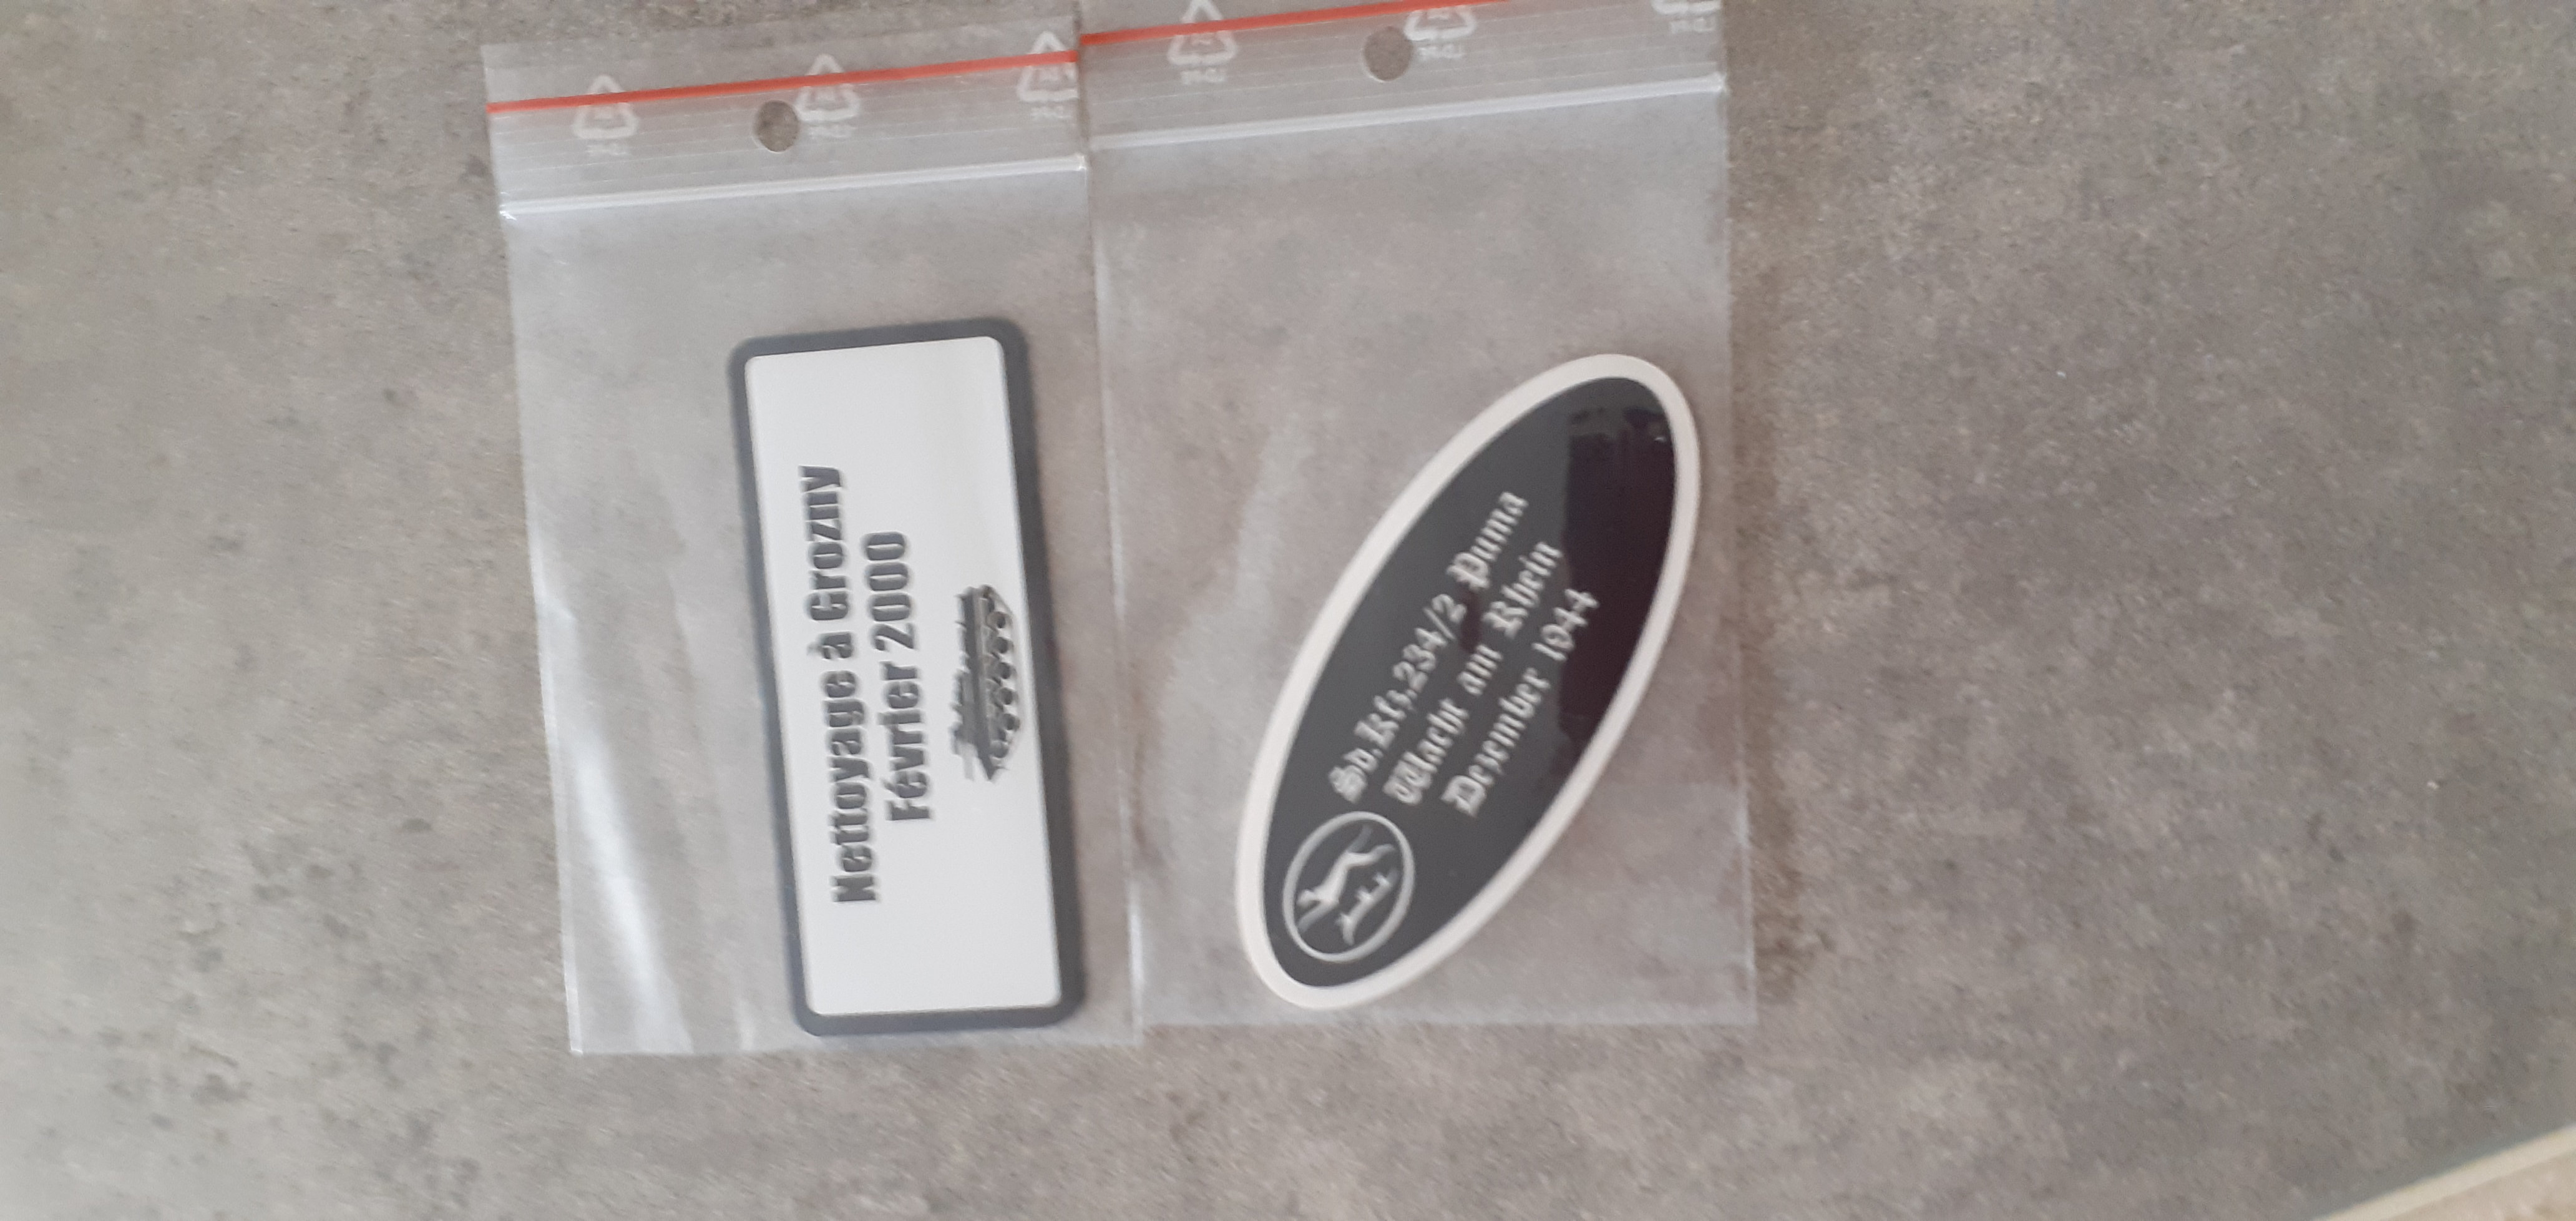 Nettoyage à Grozny
Février 2000
Sd.Kfz.234/2 Puma
Wacht am Rhein
Dezember 1944